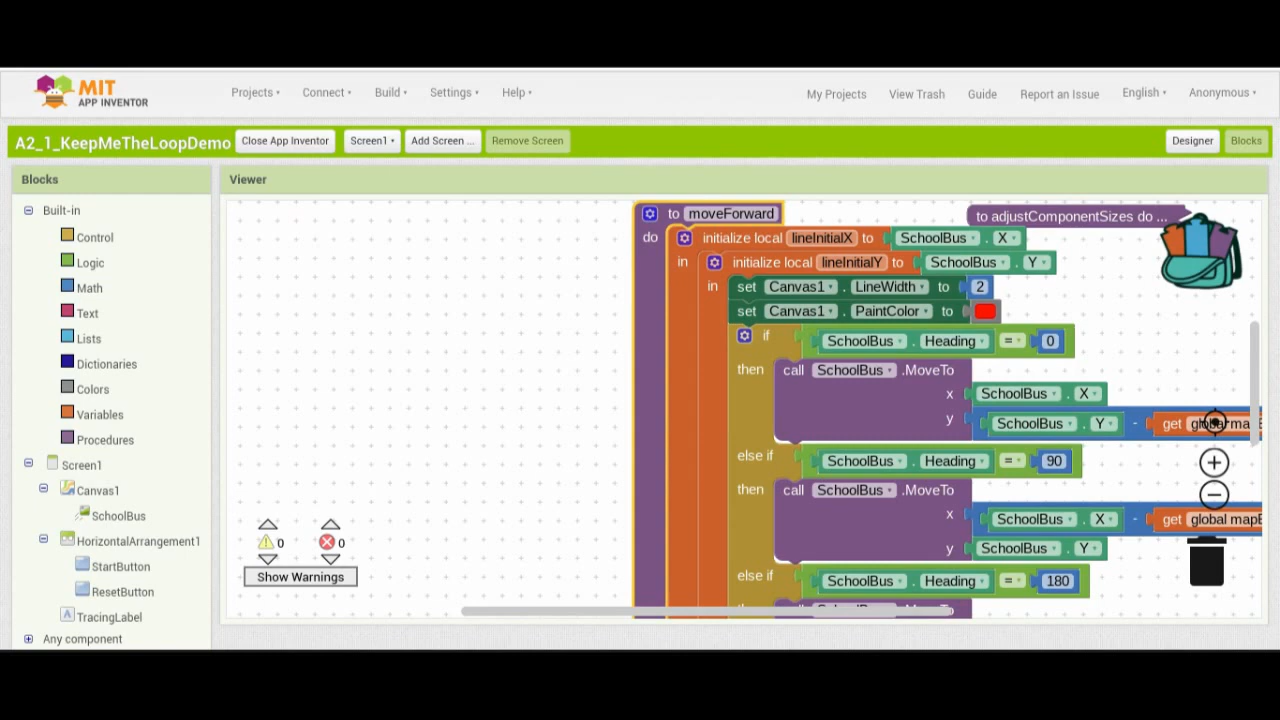 MIT
APP INVENTOR
Projects Connect Build Settings Help My Projects View Trash Guide Report an Issue English Anonymous
A2_1_KeepMeTheLoopDemo Close App Inventor Screen1 Add Screen ... Remove Screen Designer Blocks
Blocks
Viewer
Built-in
Control
Logic
Math
Text
Lists
Dictionaries
Colors
Variables
Procedures
Screen1
Canvas1
SchoolBus
HorizontalArrangement1
StartButton
ResetButton
TracingLabel
Any component
to moveForward
to adjustComponentSizes do ...
do initialize local lineInitialX to SchoolBus . X
in initialize local lineInitialY to SchoolBus . Y
in set Canvas1 . LineWidth to 2
set Canvas1 . PaintColor to
if SchoolBus . Heading = 0
then call SchoolBus .MoveTo
x SchoolBus . X
y SchoolBus . Y - get global
else if SchoolBus . Heading = 90
then call SchoolBus .MoveTo
x SchoolBus . X - get global
y SchoolBus . Y
else if SchoolBus . Heading = 180
0 0
Show Warnings